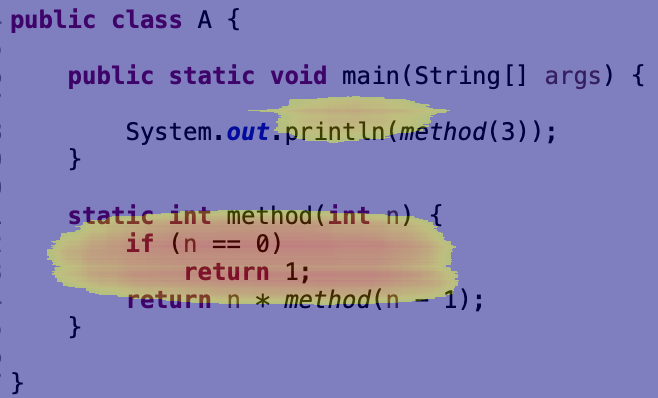 public class A {
public static void main(String[] args) {
System.out.println(method(3));
}
static int method(int n) {
if (n == 0)
return 1;
return n * method(n - 1);
}
}